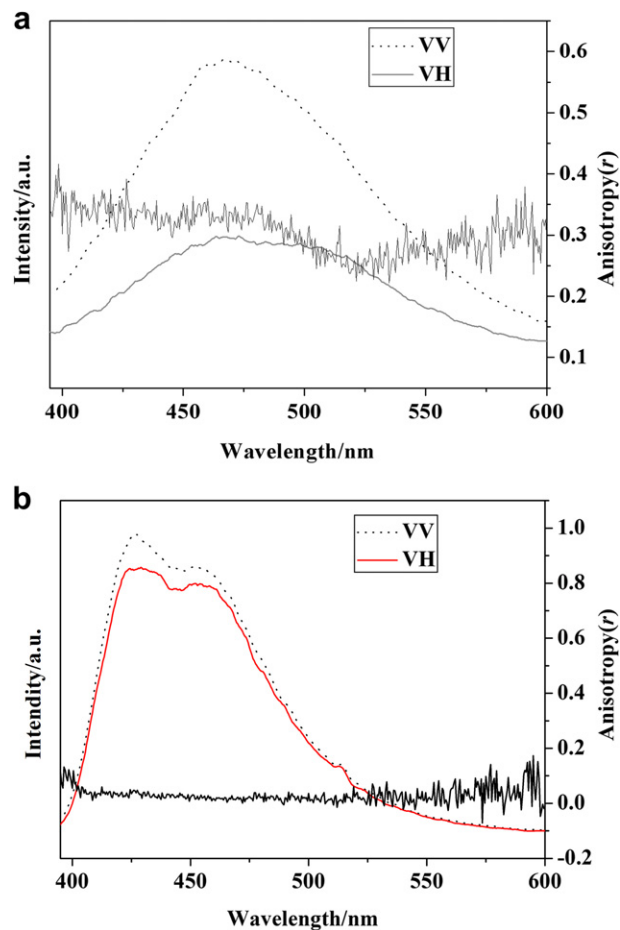 a
VV
VH
0.6
0.5
0.4
0.3
0.2
0.1
Intensity/a.u.
Anisotropy(r)
400 450 500 550 600
Wavelength/nm
b
VV
VH
1.0
0.8
0.6
0.4
0.2
0.0
-0.2
Intendity/a.u.
Anisotropy(r)
400 450 500 550 600
Wavelength/nm